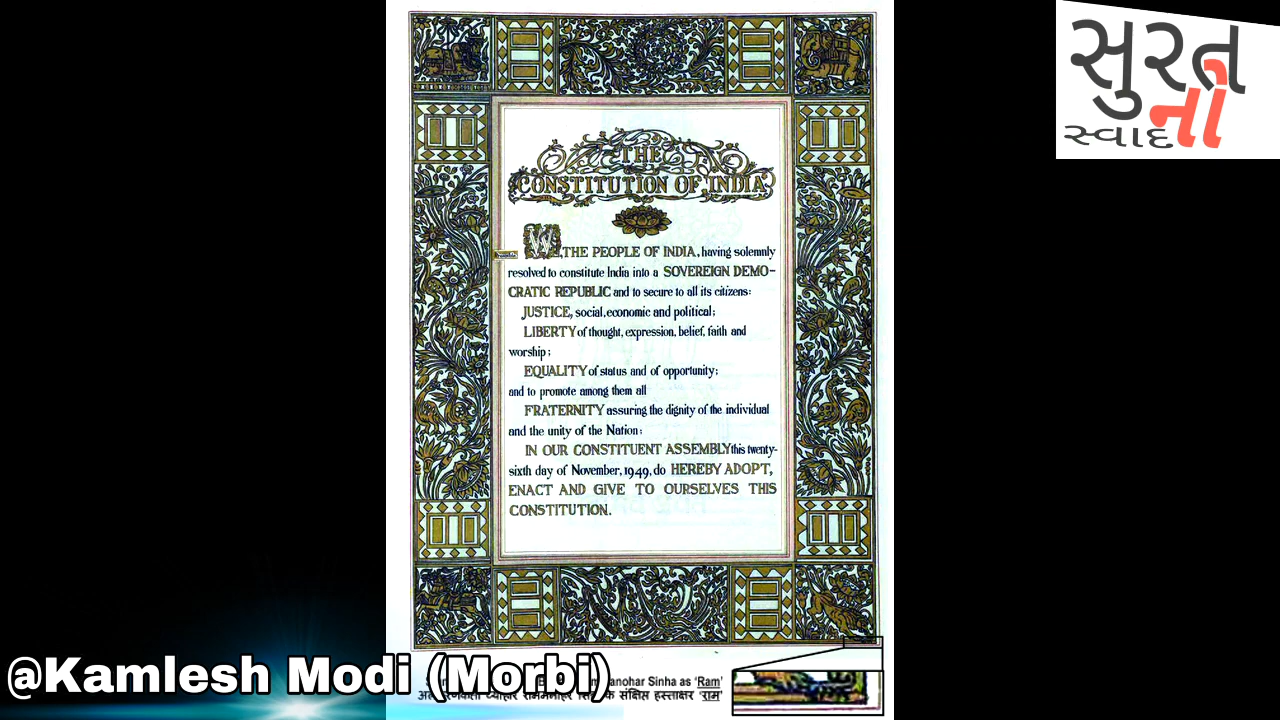 સુરત
નો
સ્વાદ
THE
CONSTITUTION OF INDIA
WE, THE PEOPLE OF INDIA, having solemnly
resolved to constitute India into a SOVEREIGN DEMO-
CRATIC REPUBLIC and to secure to all its citizens:
JUSTICE, social, economic and political;
LIBERTY of thought, expression, belief, faith and
worship;
EQUALITY of status and of opportunity;
and to promote among them all
FRATERNITY assuring the dignity of the individual
and the unity of the Nation;
IN OUR CONSTITUENT ASSEMBLY this twenty-
sixth day of November, 1949, do HEREBY ADOPT,
ENACT AND GIVE TO OURSELVES THIS
CONSTITUTION.
@Kamlesh Modi (Morbi)
Sinha as 'Ram'
संक्षिप्त हस्ताक्षर 'राम'